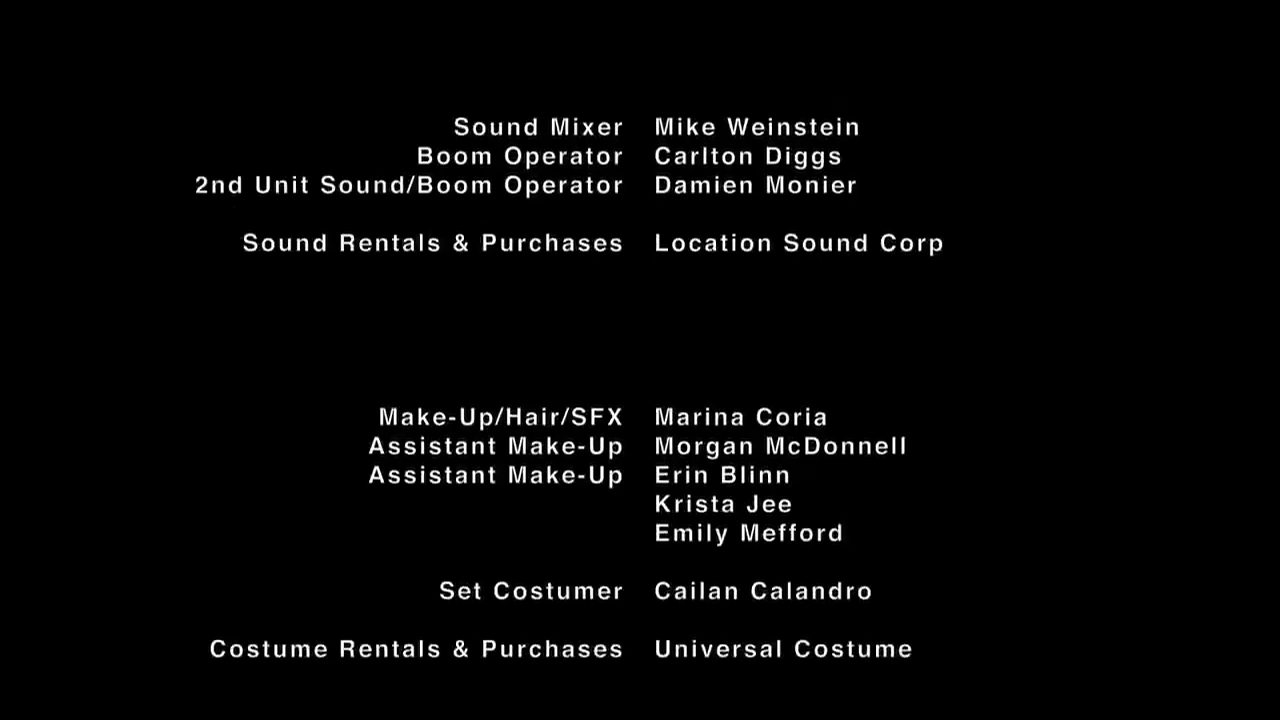 Sound Mixer Mike Weinstein
Boom Operator Carlton Diggs
2nd Unit Sound/Boom Operator Damien Monier
Sound Rentals & Purchases Location Sound Corp
Make-Up/Hair/SFX Marina Coria
Assistant Make-Up Morgan McDonnell
Assistant Make-Up Erin Blinn
Krista Jee
Emily Mefford
Set Costumer Cailan Calandro
Costume Rentals & Purchases Universal Costume